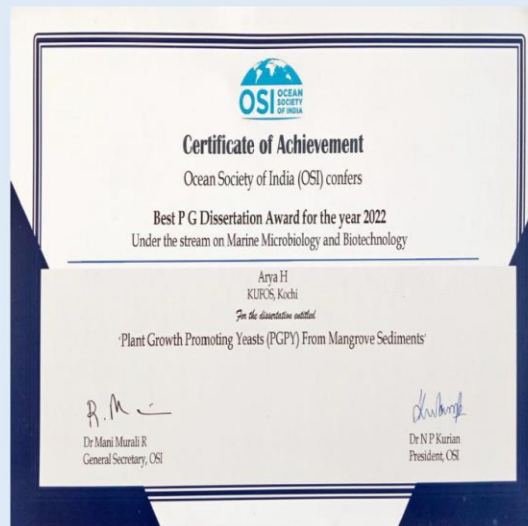 OSI OCEAN
SOCIETY
OF INDIA
Certificate of Achievement
Ocean Society of India (OSI) confers
Best P G Dissertation Award for the year 2022
Under the stream on Marine Microbiology and Biotechnology
Arya H
KUFOS, Kochi
For the dissertation entitled
'Plant Growth Promoting Yeasts (PGPY) From Mangrove Sediments'
Dr Mani Murali R
General Secretary, OSI
Dr N P Kurian
President, OSI